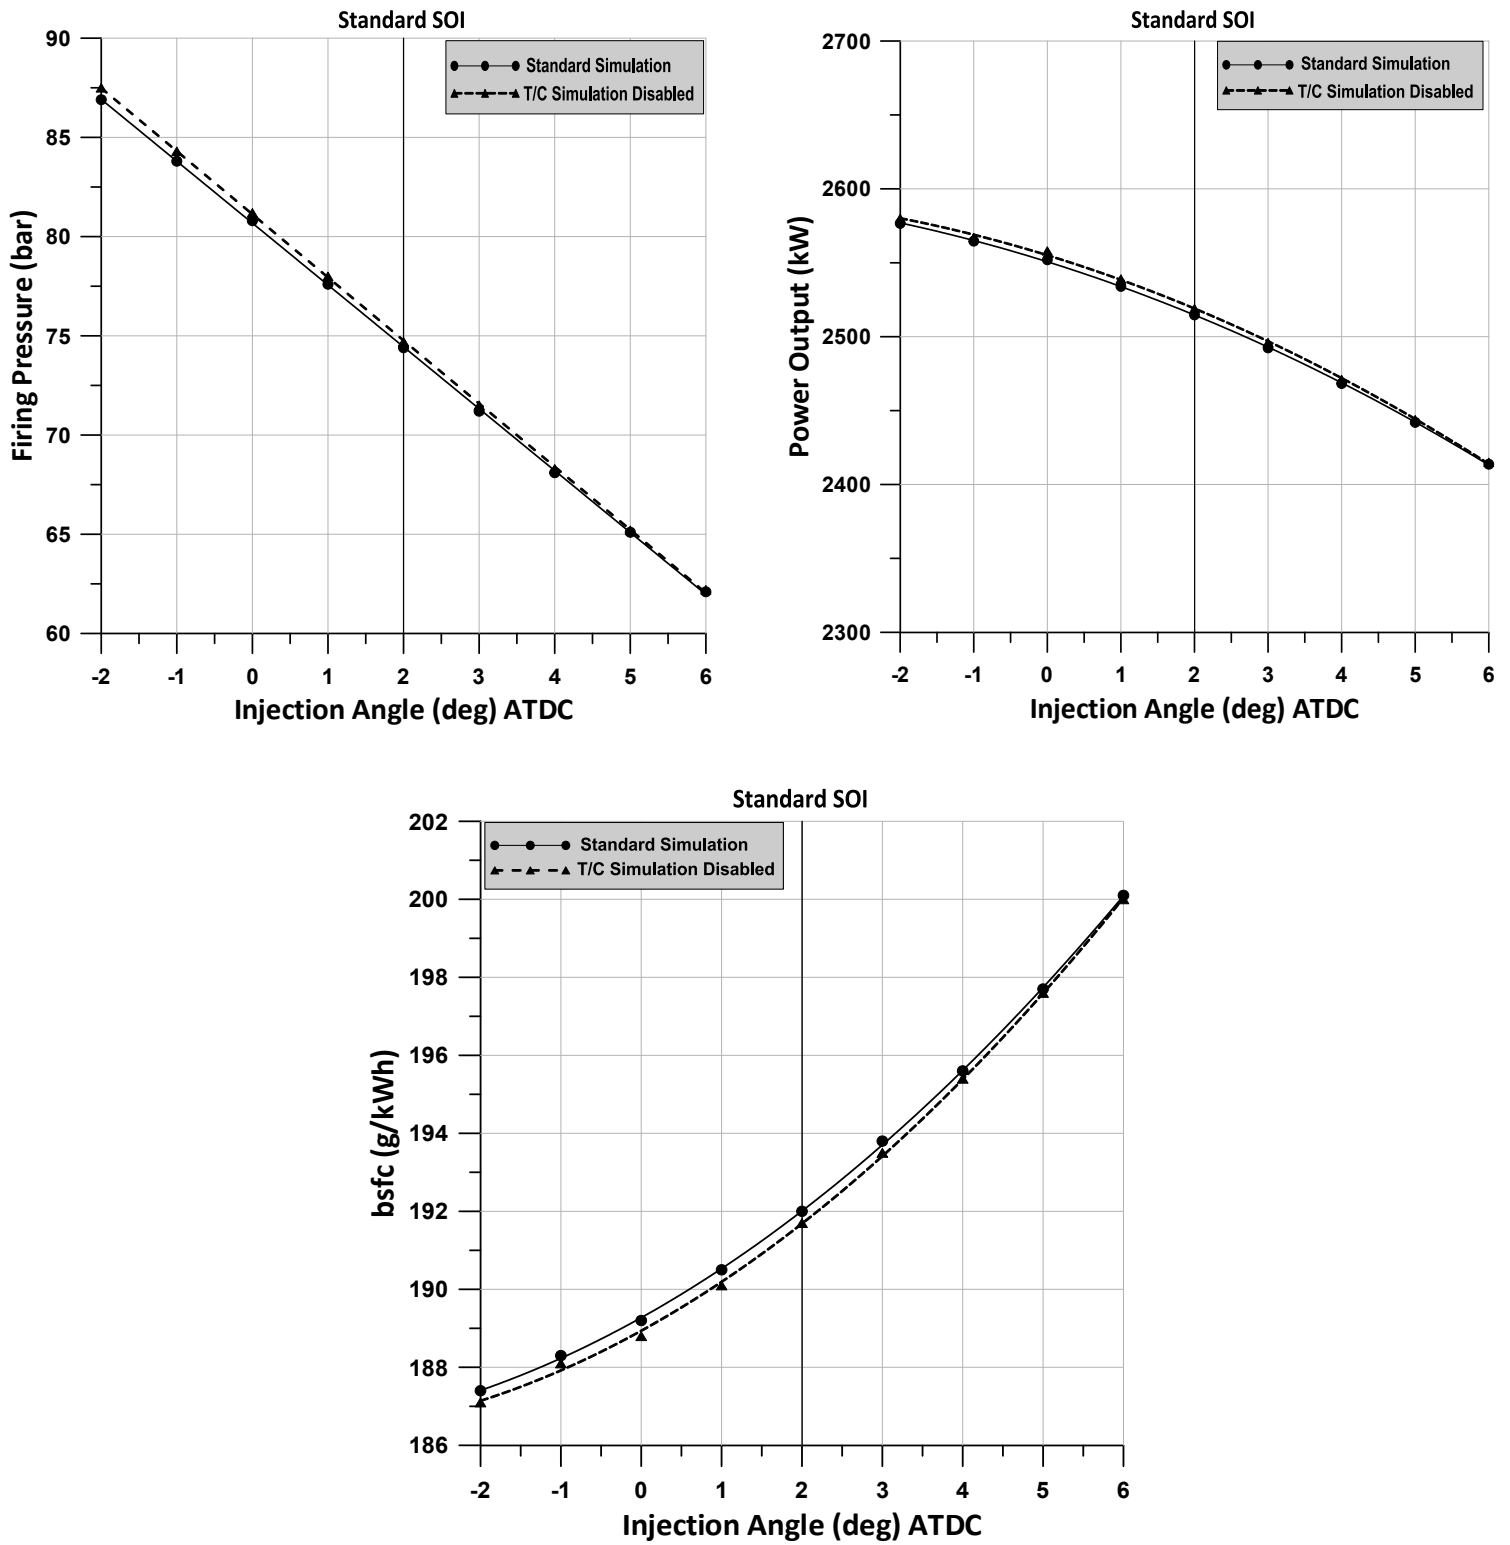 Standard SOI
Standard Simulation
T/C Simulation Disabled
Firing Pressure (bar)
90
85
80
75
70
65
60
-2 -1 0 1 2 3 4 5 6
Injection Angle (deg) ATDC
Standard SOI
Standard Simulation
T/C Simulation Disabled
Power Output (kW)
2700
2600
2500
2400
2300
-2 -1 0 1 2 3 4 5 6
Injection Angle (deg) ATDC
Standard SOI
Standard Simulation
T/C Simulation Disabled
bsfc (g/kWh)
202
200
198
196
194
192
190
188
186
-2 -1 0 1 2 3 4 5 6
Injection Angle (deg) ATDC